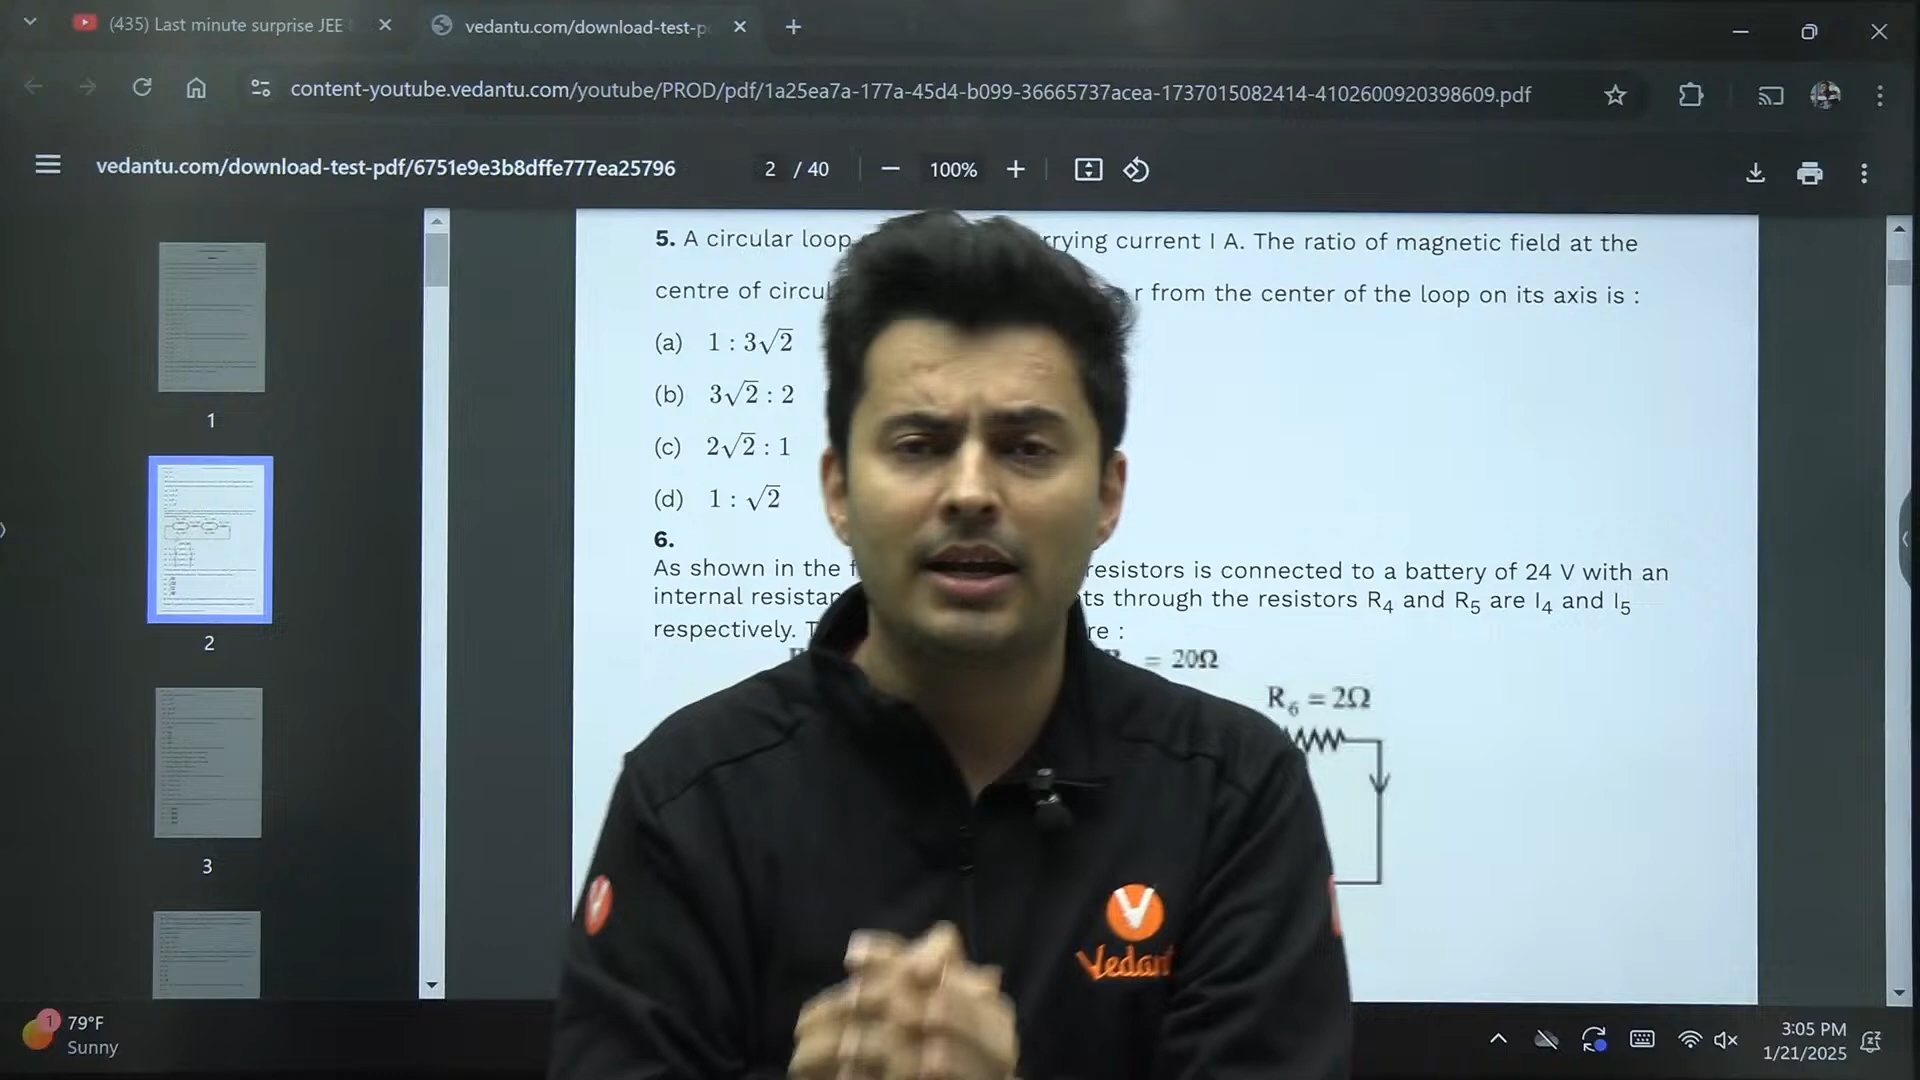 (435) Last minute surprise JEE
vedantu.com/download-test-p
content-youtube.vedantu.com/youtube/PROD/pdf/1a25ea7a-177a-45d4-b099-36665737acea-1737015082414-4102600920398609.pdf
vedantu.com/download-test-pdf/6751e9e3b8dffe777ea25796
2 / 40
100%
5. A circular loop rrying current I A. The ratio of magnetic field at the
centre of circul r from the center of the loop on its axis is :
(a) 1 : 3√2
(b) 3√2 : 2
(c) 2√2 : 1
(d) 1 : √2
6.
As shown in the f resistors is connected to a battery of 24 V with an
internal resistan ts through the resistors R4 and R5 are I4 and I5
respectively. T re :
= 20Ω
R6 = 2Ω
1
2
3
V
Vedant
1
79°F
Sunny
3:05 PM
1/21/2025